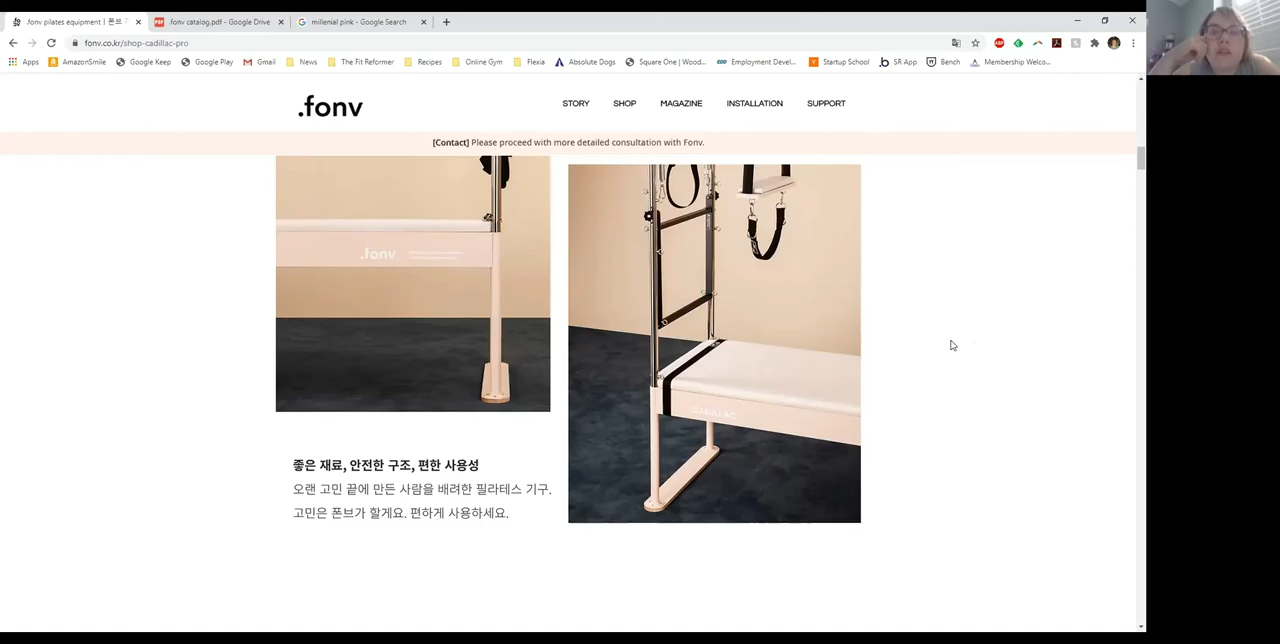 .fonv pilates equipment | 폰브
.fonv catalog.pdf - Google Drive
millenial pink - Google Search
fonv.co.kr/shop-cadillac-pro
Apps AmazonSmile Google Keep Google Play Gmail News The Fit Reformer Recipes Online Gym Flexia Absolute Dogs Square One | Wood... Employment Devel... Startup School SR App Bench Membership Welco...
.fonv
STORY SHOP MAGAZINE INSTALLATION SUPPORT
[Contact] Please proceed with more detailed consultation with Fonv.
.fonv
CADILLAC
좋은 재료, 안전한 구조, 편한 사용성
오랜 고민 끝에 만든 사람을 배려한 필라테스 기구.
고민은 폰브가 할게요. 편하게 사용하세요.